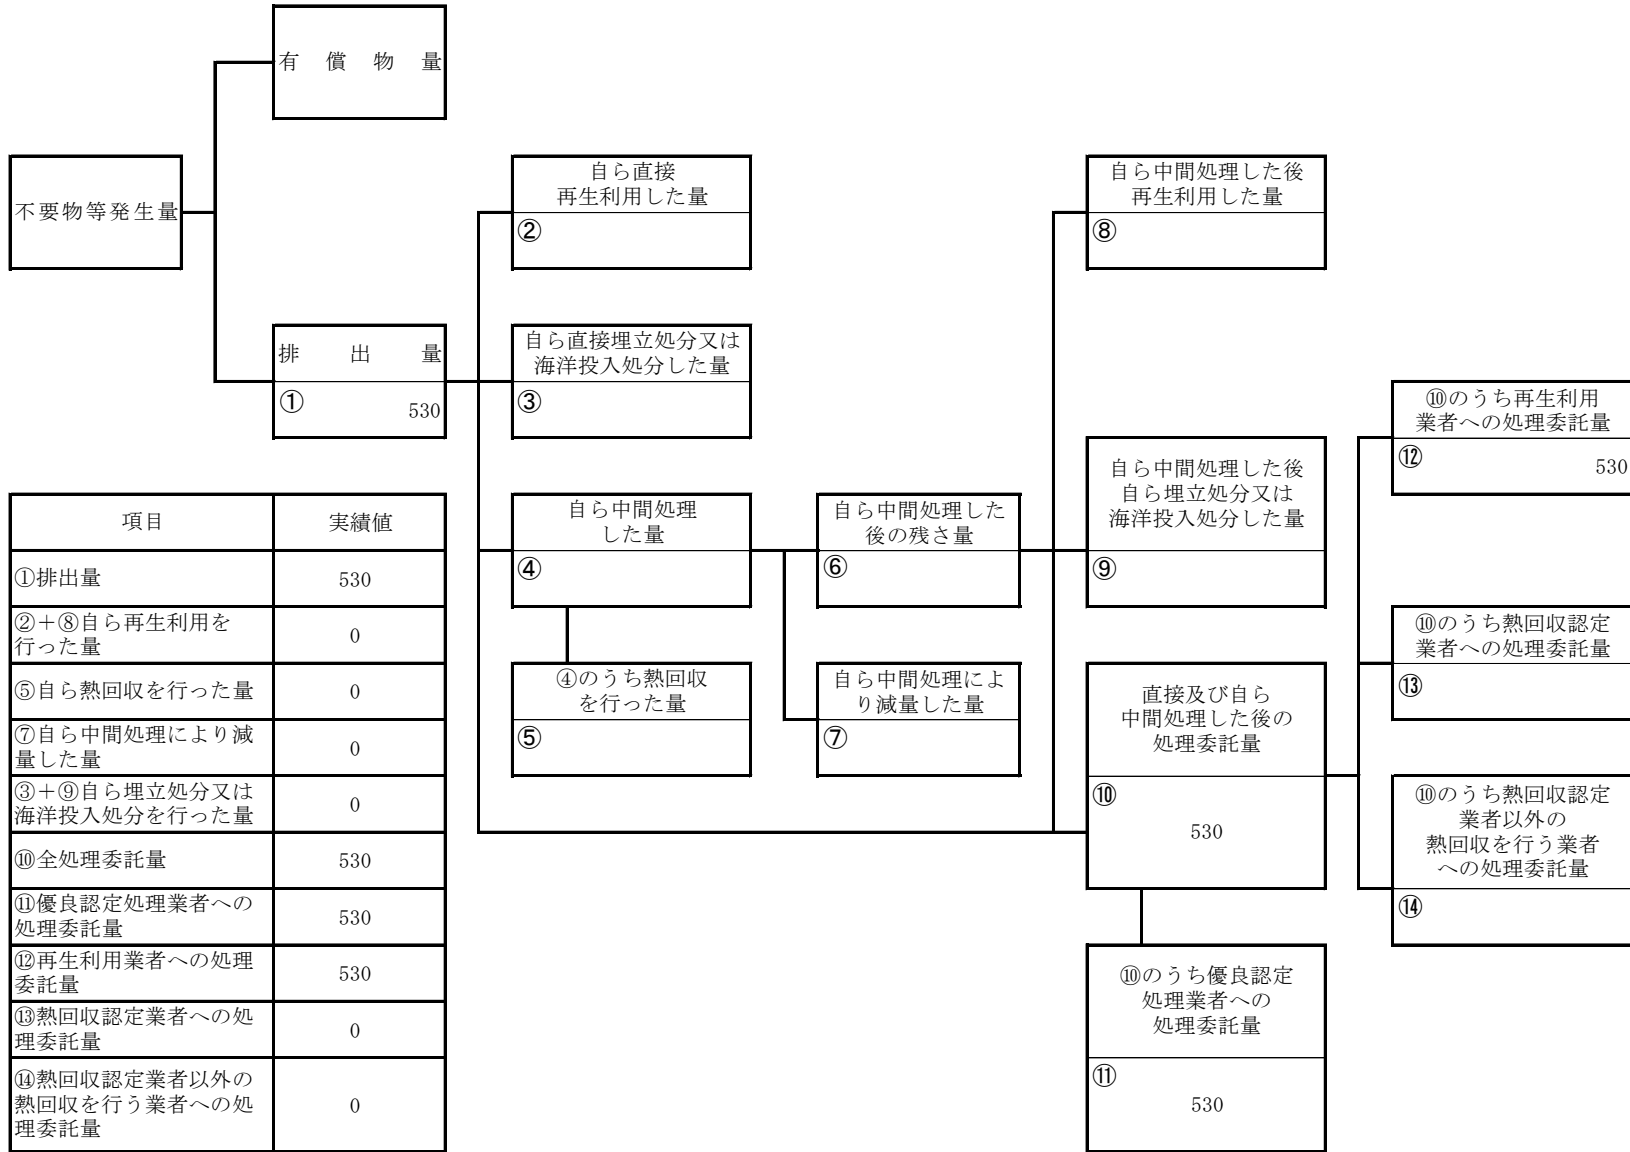 有償物量
不要物等発生量
自ら直接
再生利用した量
②
自ら中間処理した後
再生利用した量
⑧
排出量
①
530
自ら直接埋立処分又は
海洋投入処分した量
③
⑩のうち再生利用
業者への処理委託量
⑫
530
自ら中間処理
した量
④
自ら中間処理した
後の残さ量
⑥
自ら中間処理した後
自ら埋立処分又は
海洋投入処分した量
⑨
④のうち熱回収
を行った量
⑤
自ら中間処理によ
り減量した量
⑦
直接及び自ら
中間処理した後の
処理委託量
⑩
530
⑩のうち熱回収認定
業者への処理委託量
⑬
⑩のうち熱回収認定
業者以外の
熱回収を行う業者
への処理委託量
⑭
⑩のうち優良認定
処理業者への
処理委託量
⑪
530
項目 実績値
①排出量 530
②+⑧自ら再生利用を
行った量
0
⑤自ら熱回収を行った量 0
⑦自ら中間処理により減
量した量
0
③+⑨自ら埋立処分又は
海洋投入処分を行った量
0
⑩全処理委託量 530
⑪優良認定処理業者への
処理委託量
530
⑫再生利用業者への処理
委託量
530
⑬熱回収認定業者への処
理委託量
0
⑭熱回収認定業者以外の
熱回収を行う業者への処
理委託量
0